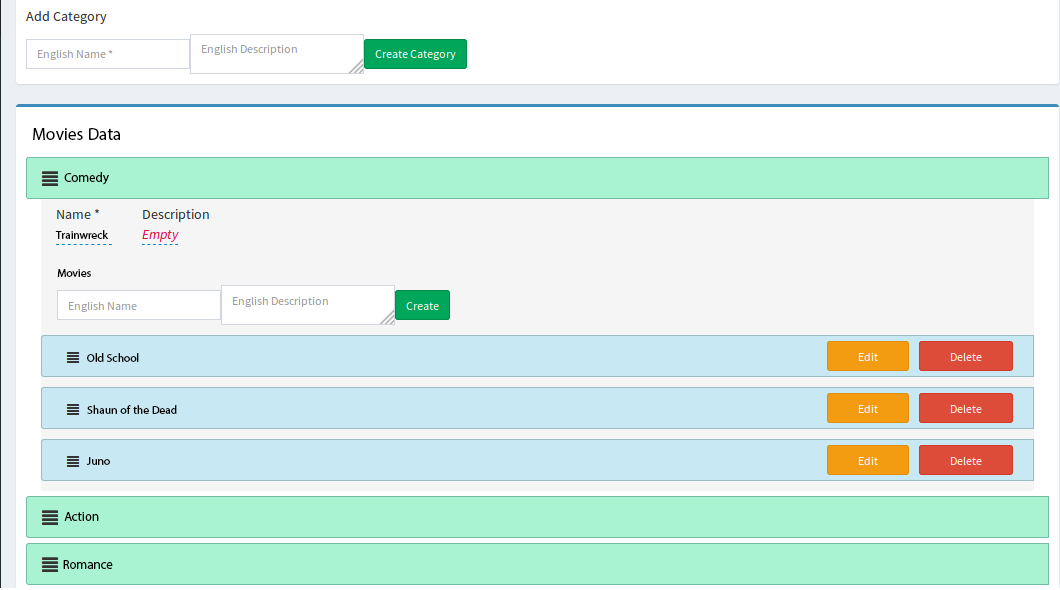 Add Category
English Name * English Description Create Category
Movies Data
Comedy
Name * Description
Trainwreck Empty
Movies
English Name English Description Create
Old School Edit Delete
Shaun of the Dead Edit Delete
Juno Edit Delete
Action
Romance